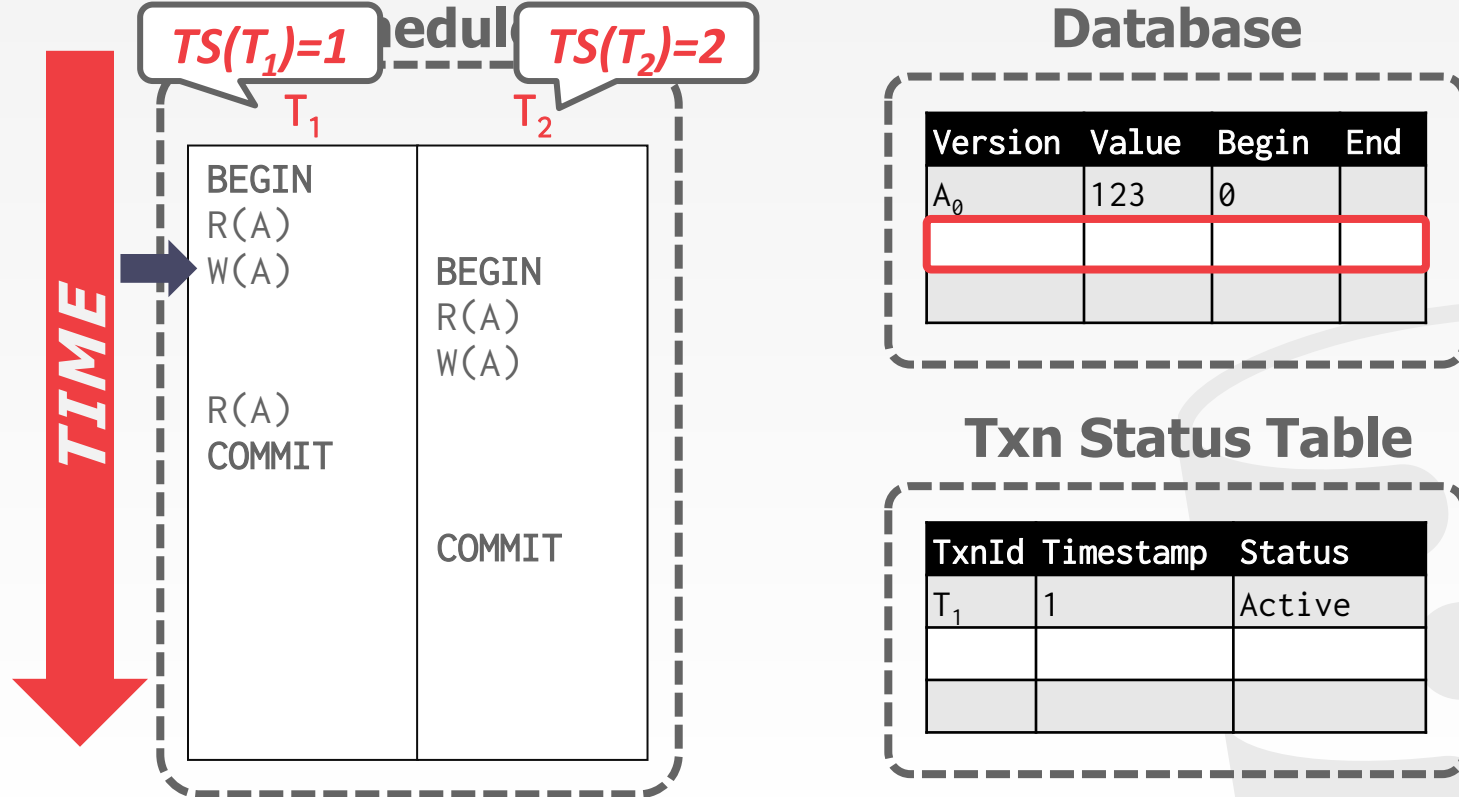 TS(T1)=1 hedul TS(T2)=2
T1 T2
BEGIN
R(A)
W(A)
R(A)
COMMIT
BEGIN
R(A)
W(A)
COMMIT
TIME
Database
Version Value Begin End
A0 123 0
Txn Status Table
TxnId Timestamp Status
T1 1 Active